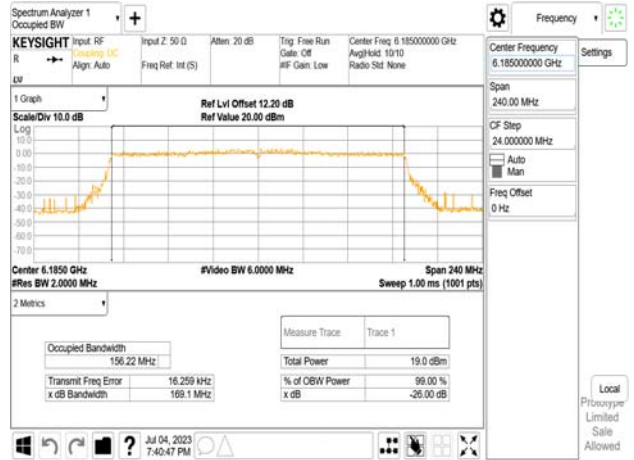 Spectrum Analyzer 1
Occupied BW
+
Frequency
KEYSIGHT
Input: RF
Input Z: 50 Ω
Atten: 20 dB
Trig: Free Run
Center Freq: 6.185000000 GHz
R
Coupling: DC
Gate: Off
Avg|Hold: 10/10
Align: Auto
Freq Ref: Int (S)
#IF Gain: Low
Radio Std: None
Center Frequency
6.185000000 GHz
Settings
Span
240.00 MHz
CF Step
24.000000 MHz
Auto
Man
Freq Offset
0 Hz
1 Graph
Ref Lvl Offset 12.20 dB
Scale/Div 10.0 dB
Ref Value 20.00 dBm
Log
10.0
0.00
-10.0
-20.0
-30.0
-40.0
-50.0
-60.0
-70.0
Center 6.1850 GHz
#Video BW 6.0000 MHz
Span 240 MHz
#Res BW 2.0000 MHz
Sweep 1.00 ms (1001 pts)
2 Metrics
Measure Trace
Trace 1
Occupied Bandwidth
156.22 MHz
Total Power
19.0 dBm
Transmit Freq Error
16.259 kHz
% of OBW Power
99.00 %
x dB Bandwidth
169.1 MHz
x dB
-26.00 dB
Local
Prototype
Limited
Sale
Allowed
?
Jul 04, 2023
7:40:47 PM